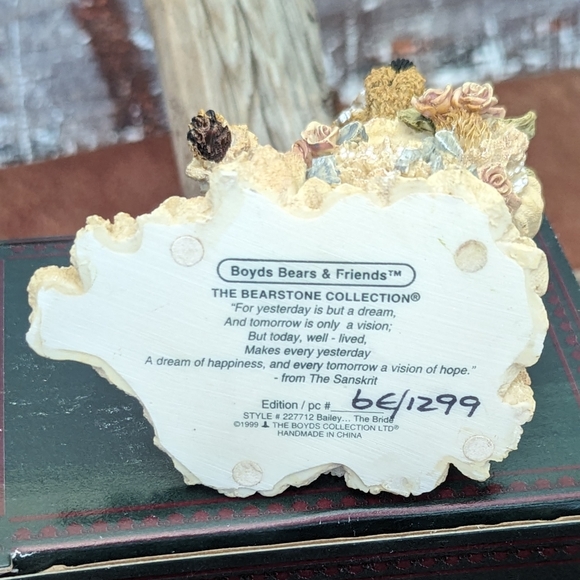 Boyds Bears & Friends™
THE BEARSTONE COLLECTION®
"For yesterday is but a dream,
And tomorrow is only a vision;
But today, well - lived,
Makes every yesterday
A dream of happiness, and every tomorrow a vision of hope."
- from The Sanskrit
Edition / pc # 6E/1299
STYLE # 227712 Bailey... The Bride
©1999 THE BOYDS COLLECTION LTD®
HANDMADE IN CHINA